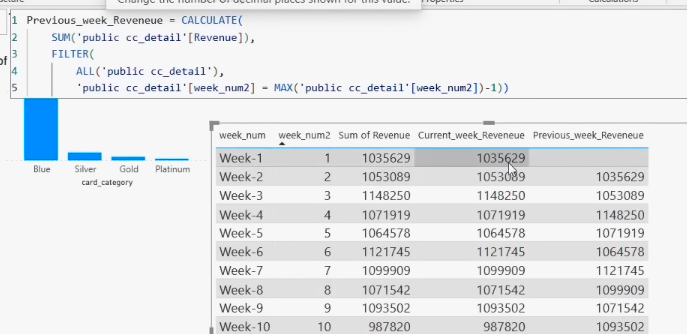 Change the number of decimal places shown for this value.
Calculations
1 Previous_week_Reveneue = CALCULATE(
2 SUM('public cc_detail'[Revenue]),
3 FILTER(
4 ALL('public cc_detail'),
5 'public cc_detail'[week_num2] = MAX('public cc_detail'[week_num2])-1))
of
Blue Silver Gold Platinum
card_category
week_num week_num2 Sum of Revenue Current_week_Reveneue Previous_week_Reveneue
Week-1 1 1035629 1035629
Week-2 2 1053089 1053089 1035629
Week-3 3 1148250 1148250 1053089
Week-4 4 1071919 1071919 1148250
Week-5 5 1064578 1064578 1071919
Week-6 6 1121745 1121745 1064578
Week-7 7 1099909 1099909 1121745
Week-8 8 1071542 1071542 1099909
Week-9 9 1093502 1093502 1071542
Week-10 10 987820 987820 1093502